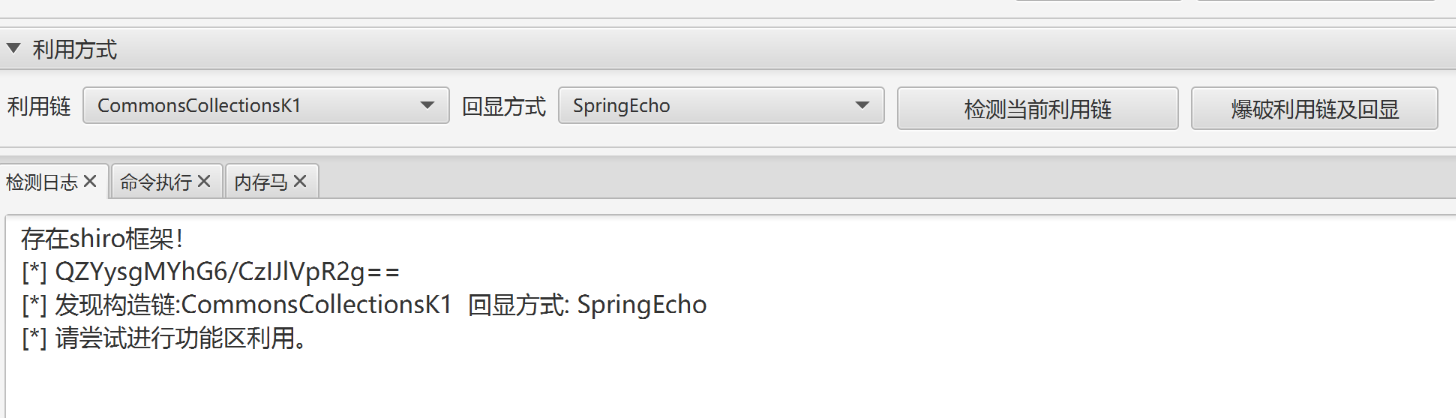 利用方式
利用链 CommonsCollectionsK1 回显方式 SpringEcho 检测当前利用链 爆破利用链及回显
检测日志 命令执行 内存马
存在shiro框架!
[*] QZYysgMYhG6/CzIJlVpR2g==
[*] 发现构造链:CommonsCollectionsK1 回显方式: SpringEcho
[*] 请尝试进行功能区利用。